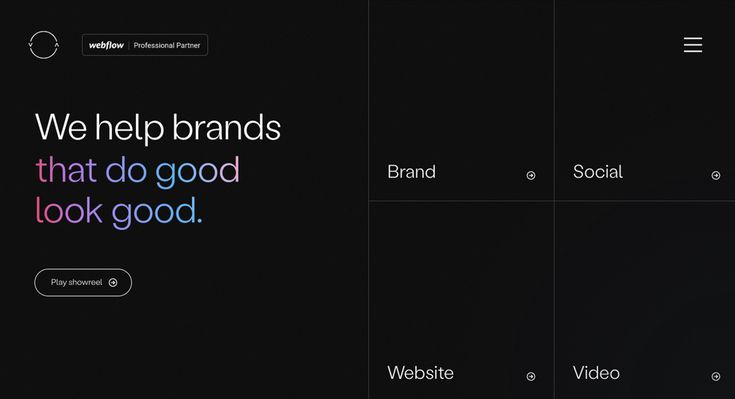 webflow | Professional Partner
We help brands
that do good
look good.
Play showreel
Brand
Social
Website
Video